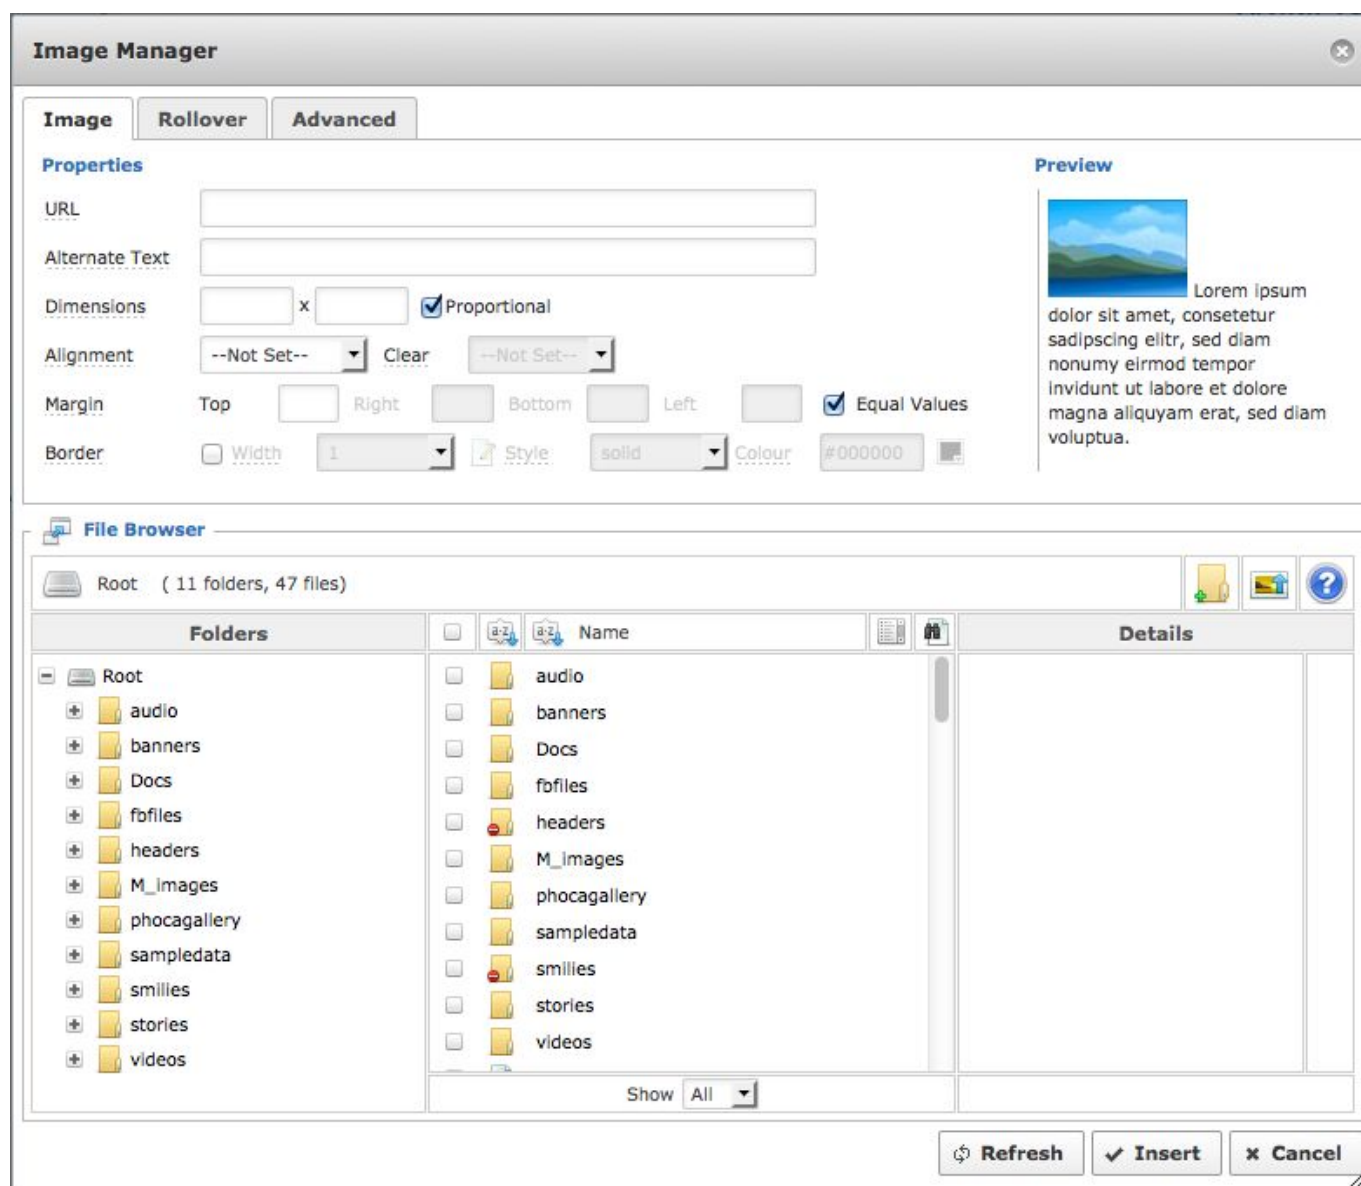 Image Manager
Image Rollover Advanced
Properties
URL
Alternate Text
Dimensions x Proportional
Alignment --Not Set-- Clear --Not Set--
Margin Top Right Bottom Left Equal Values
Border Width 1 Style solid Colour #000000
Preview
Lorem ipsum
dolor sit amet, consetetur
sadipscing elitr, sed diam
nonumy eirmod tempor
invidunt ut labore et dolore
magna aliquyam erat, sed diam
voluptua.
File Browser
Root ( 11 folders, 47 files)
Folders
Root
audio
banners
Docs
fbfiles
headers
M_images
phocagallery
sampledata
smilies
stories
videos
a-z a-z Name
audio
banners
Docs
fbfiles
headers
M_images
phocagallery
sampledata
smilies
stories
videos
Show All
Details
Refresh Insert Cancel